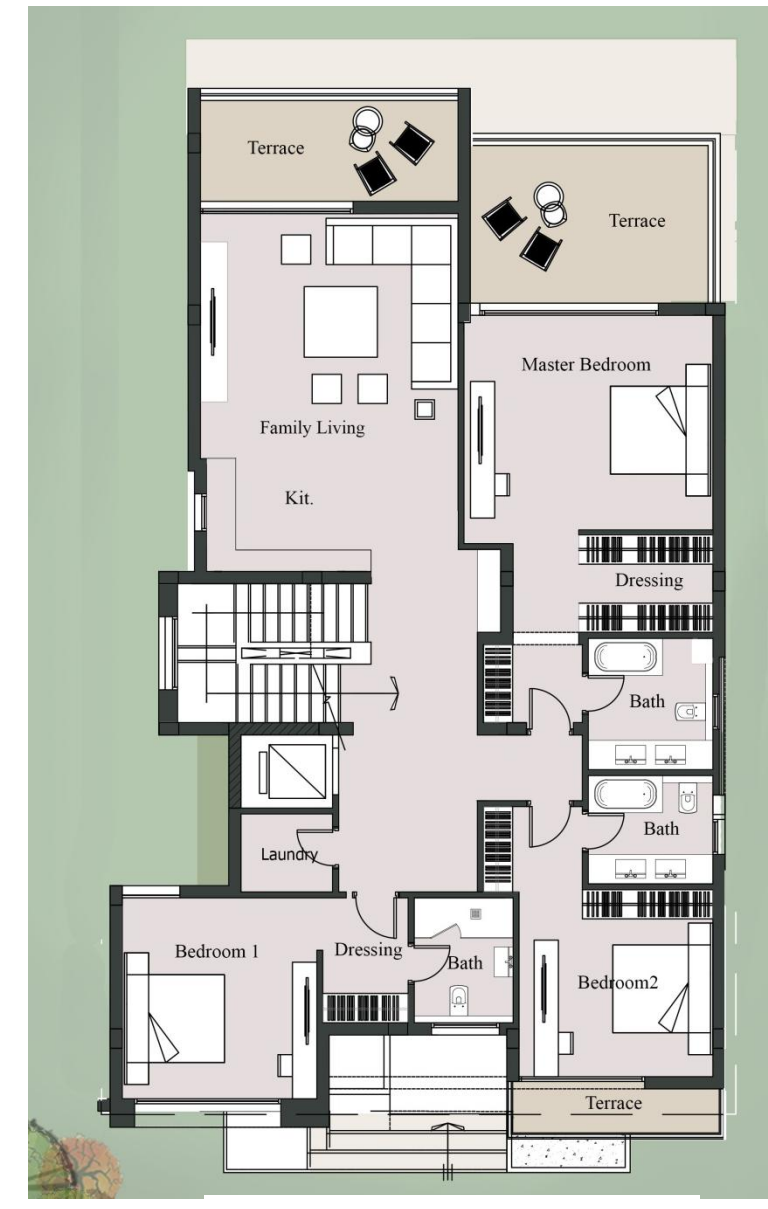 Terrace
Terrace
Master Bedroom
Family Living
Kit.
Dressing
Bath
Bath
Laundry
Bedroom 1
Dressing
Bath
Bedroom2
Terrace